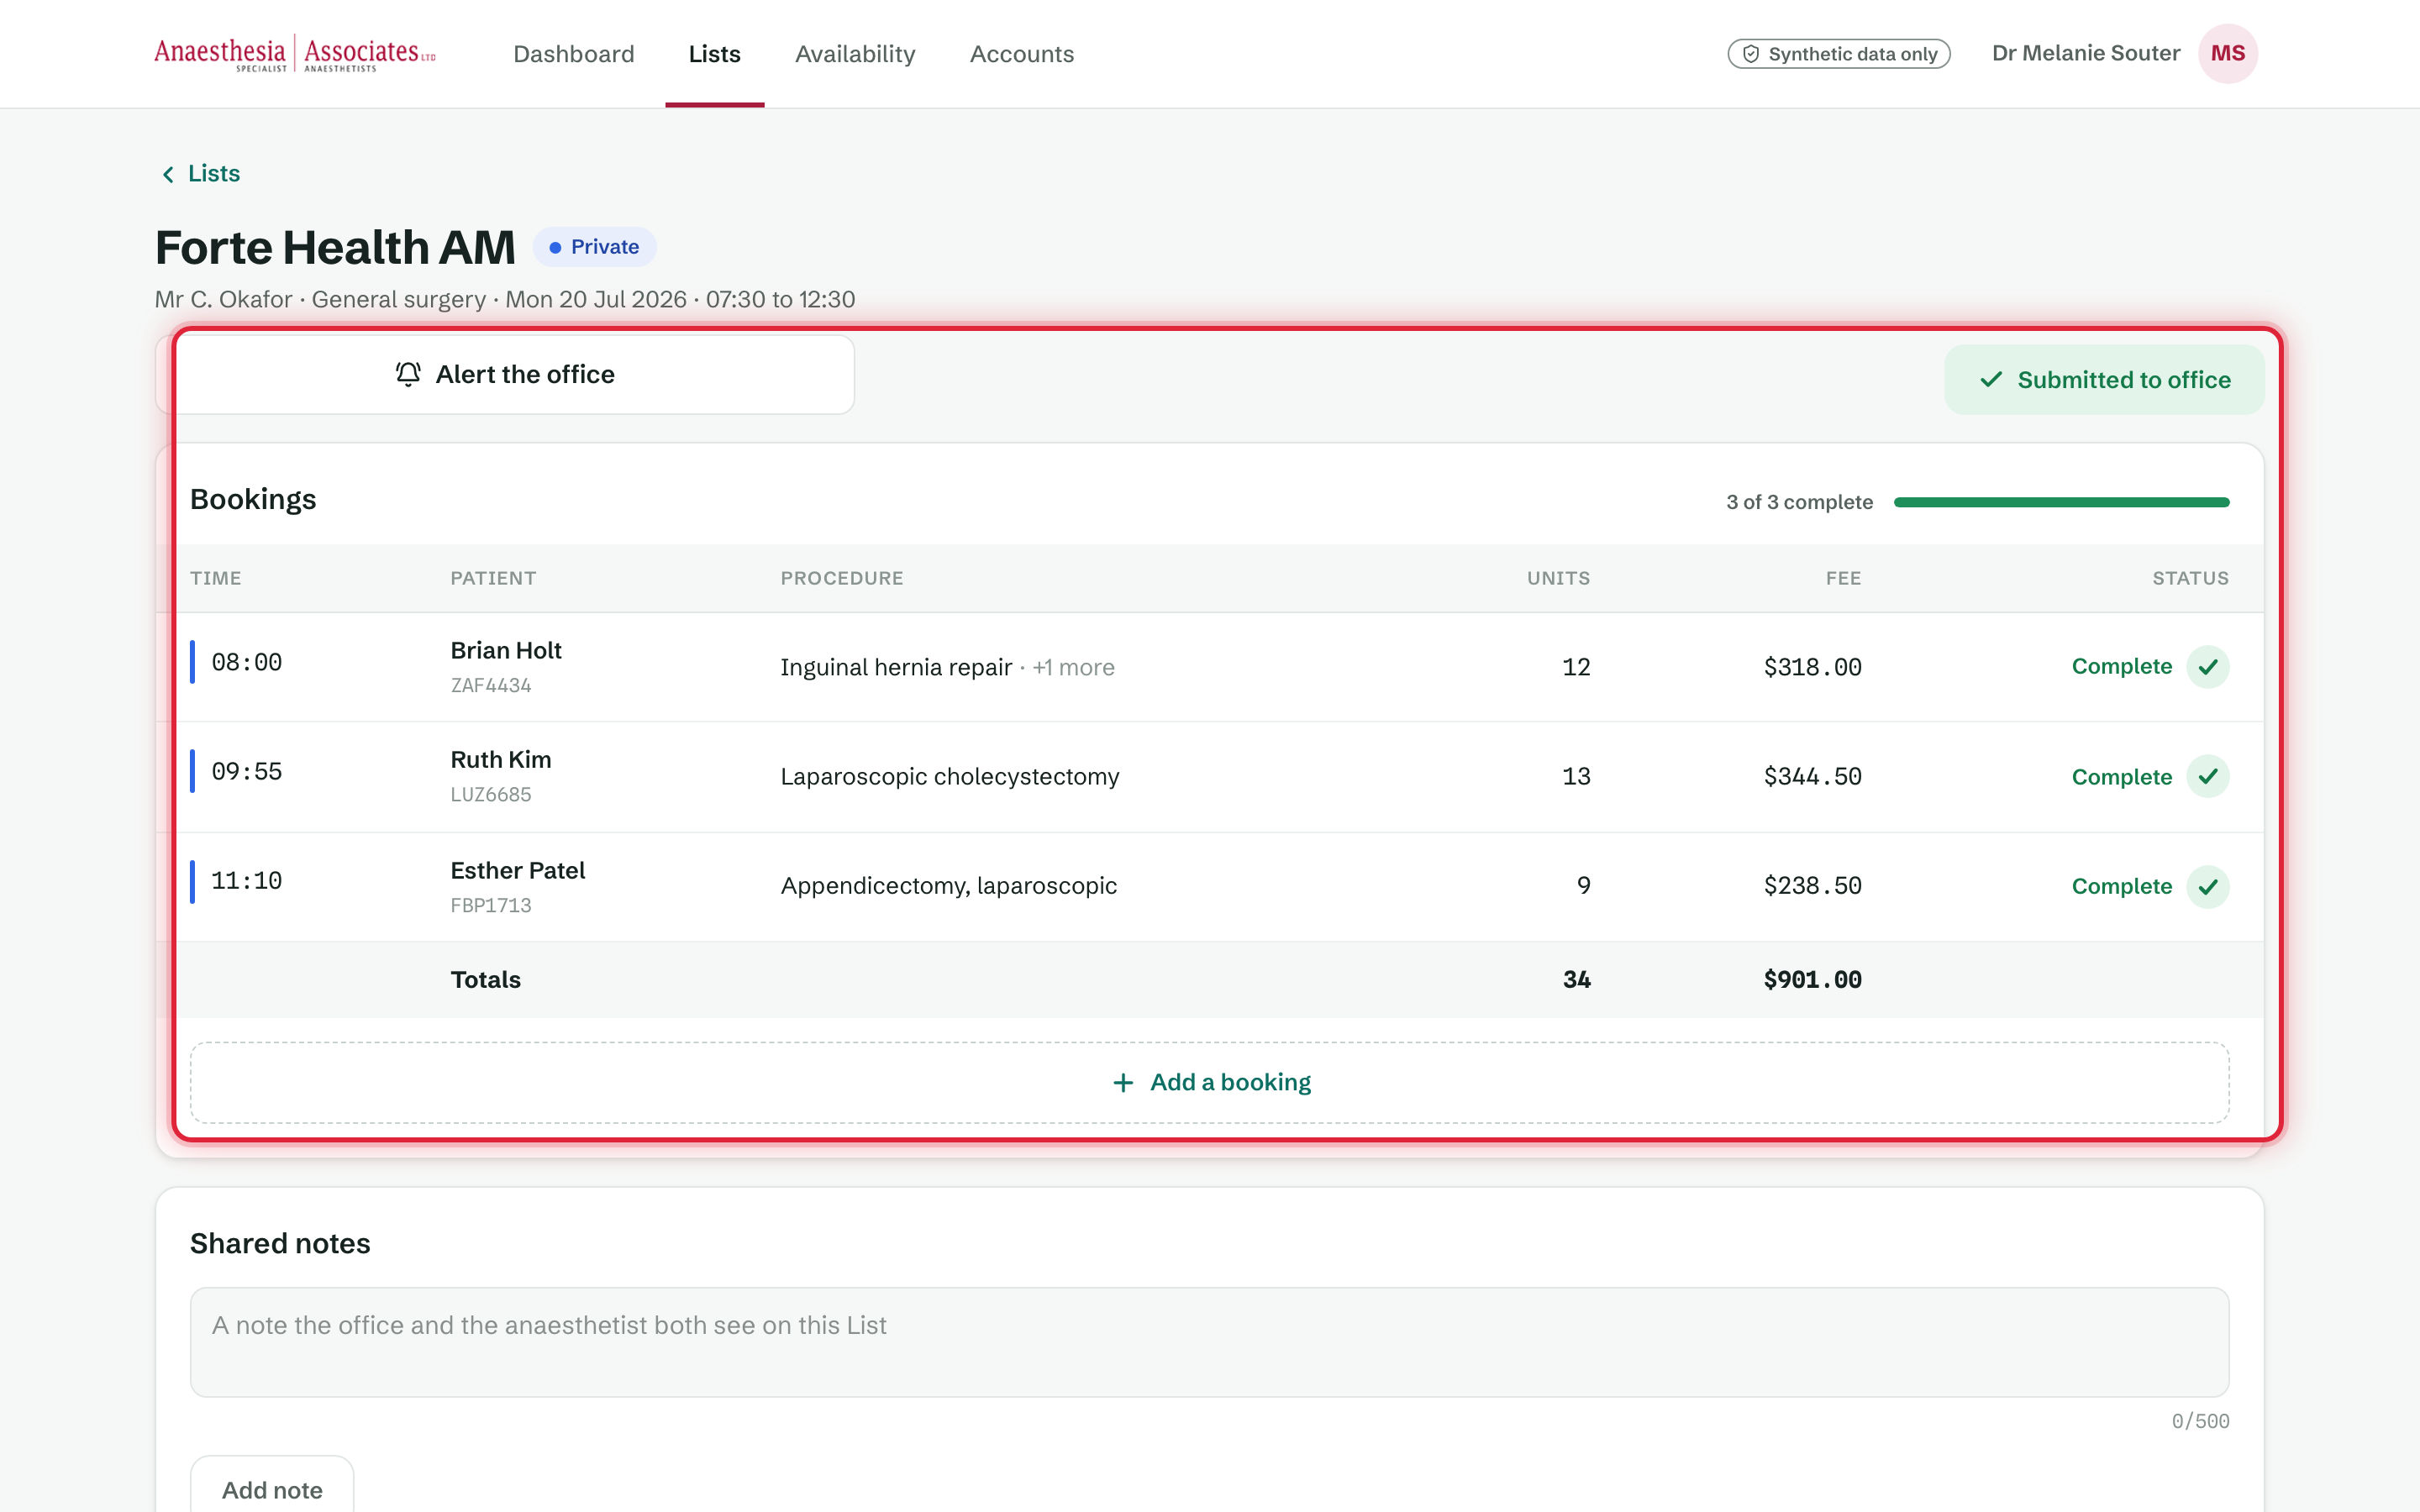 Anaesthesia Associates LTD
SPECIALIST ANAESTHETISTS
Dashboard
Lists
Availability
Accounts
Synthetic data only
Dr Melanie Souter
MS
Lists
Forte Health AM
Private
Mr C. Okafor · General surgery · Mon 20 Jul 2026 · 07:30 to 12:30
Alert the office
Submitted to office
Bookings
3 of 3 complete
TIME PATIENT PROCEDURE UNITS FEE STATUS
08:00 Brian Holt Inguinal hernia repair · +1 more 12 $318.00 Complete
ZAF4434
09:55 Ruth Kim Laparoscopic cholecystectomy 13 $344.50 Complete
LUZ6685
11:10 Esther Patel Appendicectomy, laparoscopic 9 $238.50 Complete
FBP1713
Totals 34 $901.00
Add a booking
Shared notes
A note the office and the anaesthetist both see on this List
0/500
Add note